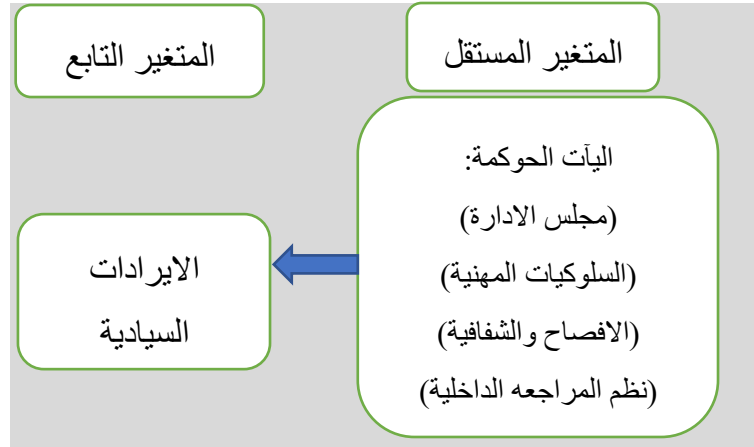 المتغير المستقل
المتغير التابع
اليآت الحوكمة:
(مجلس الادارة)
(السلوكيات المهنية)
(الافصاح والشفافية)
(نظم المراجعه الداخلية)
الايرادات
السيادية